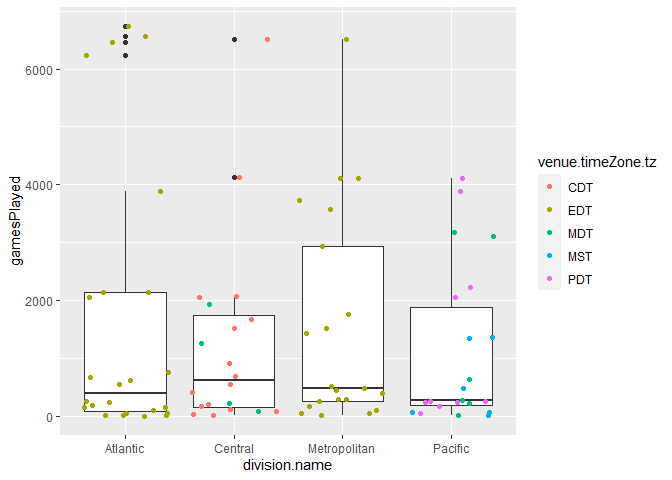 6000
4000
2000
0
gamesPlayed
Atlantic
Central
Metropolitan
Pacific
division.name
venue.timeZone.tz
CDT
EDT
MDT
MST
PDT